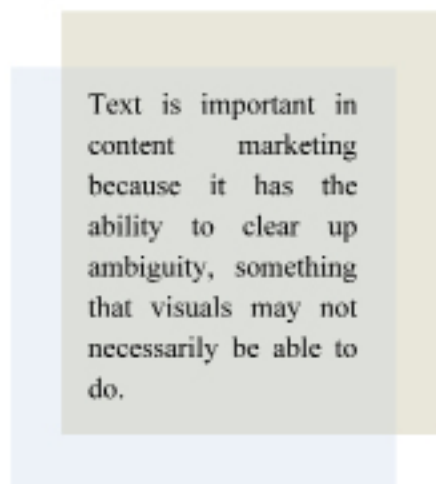 Text is important in
content marketing
because it has the
ability to clear up
ambiguity, something
that visuals may not
necessarily be able to
do.